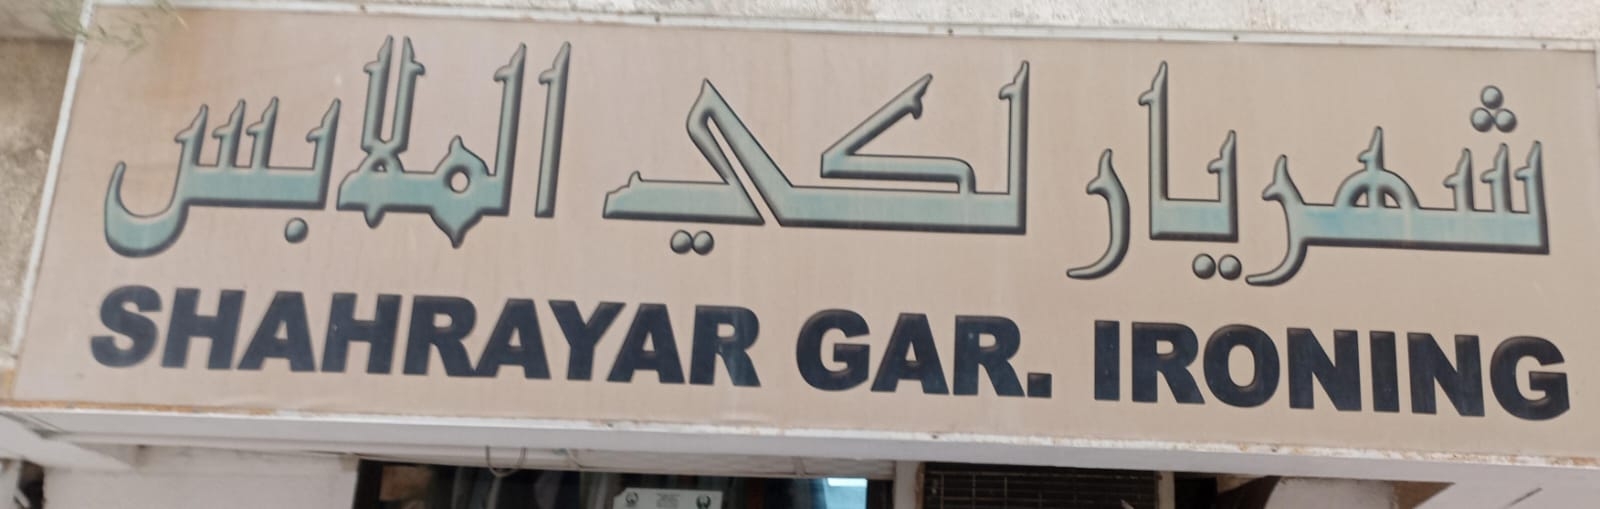 شهريار لكي الملابس
SHAHRAYAR GAR. IRONING